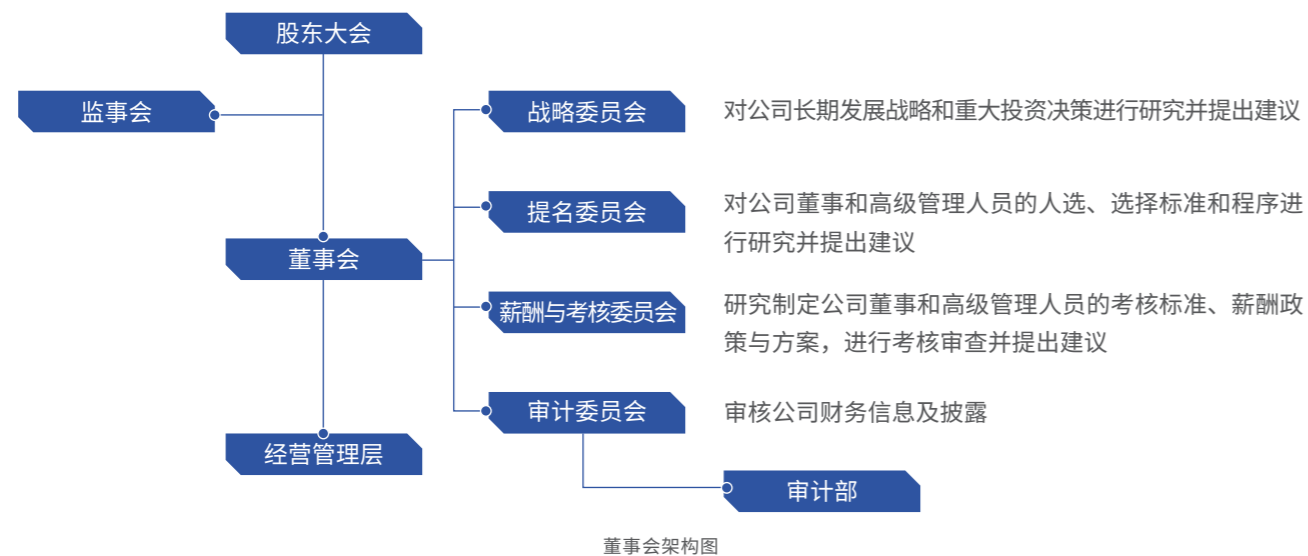 股东大会
监事会
战略委员会
对公司长期发展战略和重大投资决策进行研究并提出建议
提名委员会
对公司董事和高级管理人员的人选、选择标准和程序进
行研究并提出建议
董事会
薪酬与考核委员会
研究制定公司董事和高级管理人员的考核标准、薪酬政
策与方案，进行考核审查并提出建议
审计委员会
审核公司财务信息及披露
经营管理层
审计部
董事会架构图